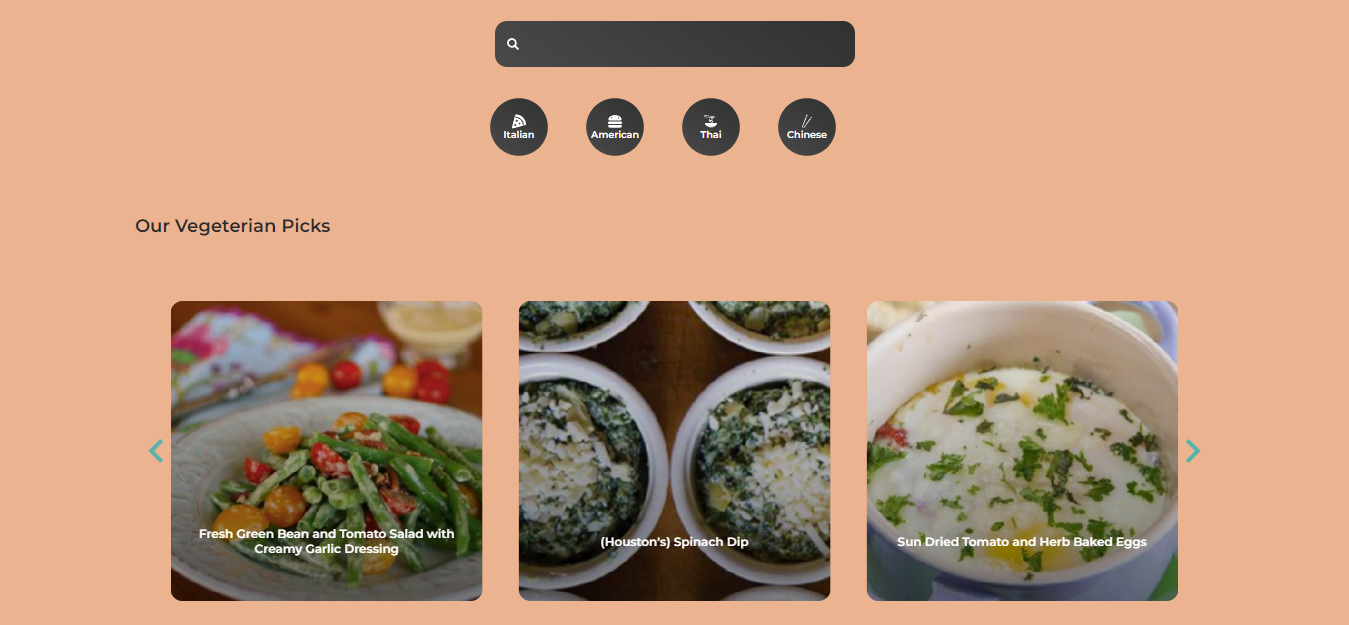 Italian
American
Thai
Chinese
Our Vegeterian Picks
Fresh Green Bean and Tomato Salad with
Creamy Garlic Dressing
(Houston's) Spinach Dip
Sun Dried Tomato and Herb Baked Eggs